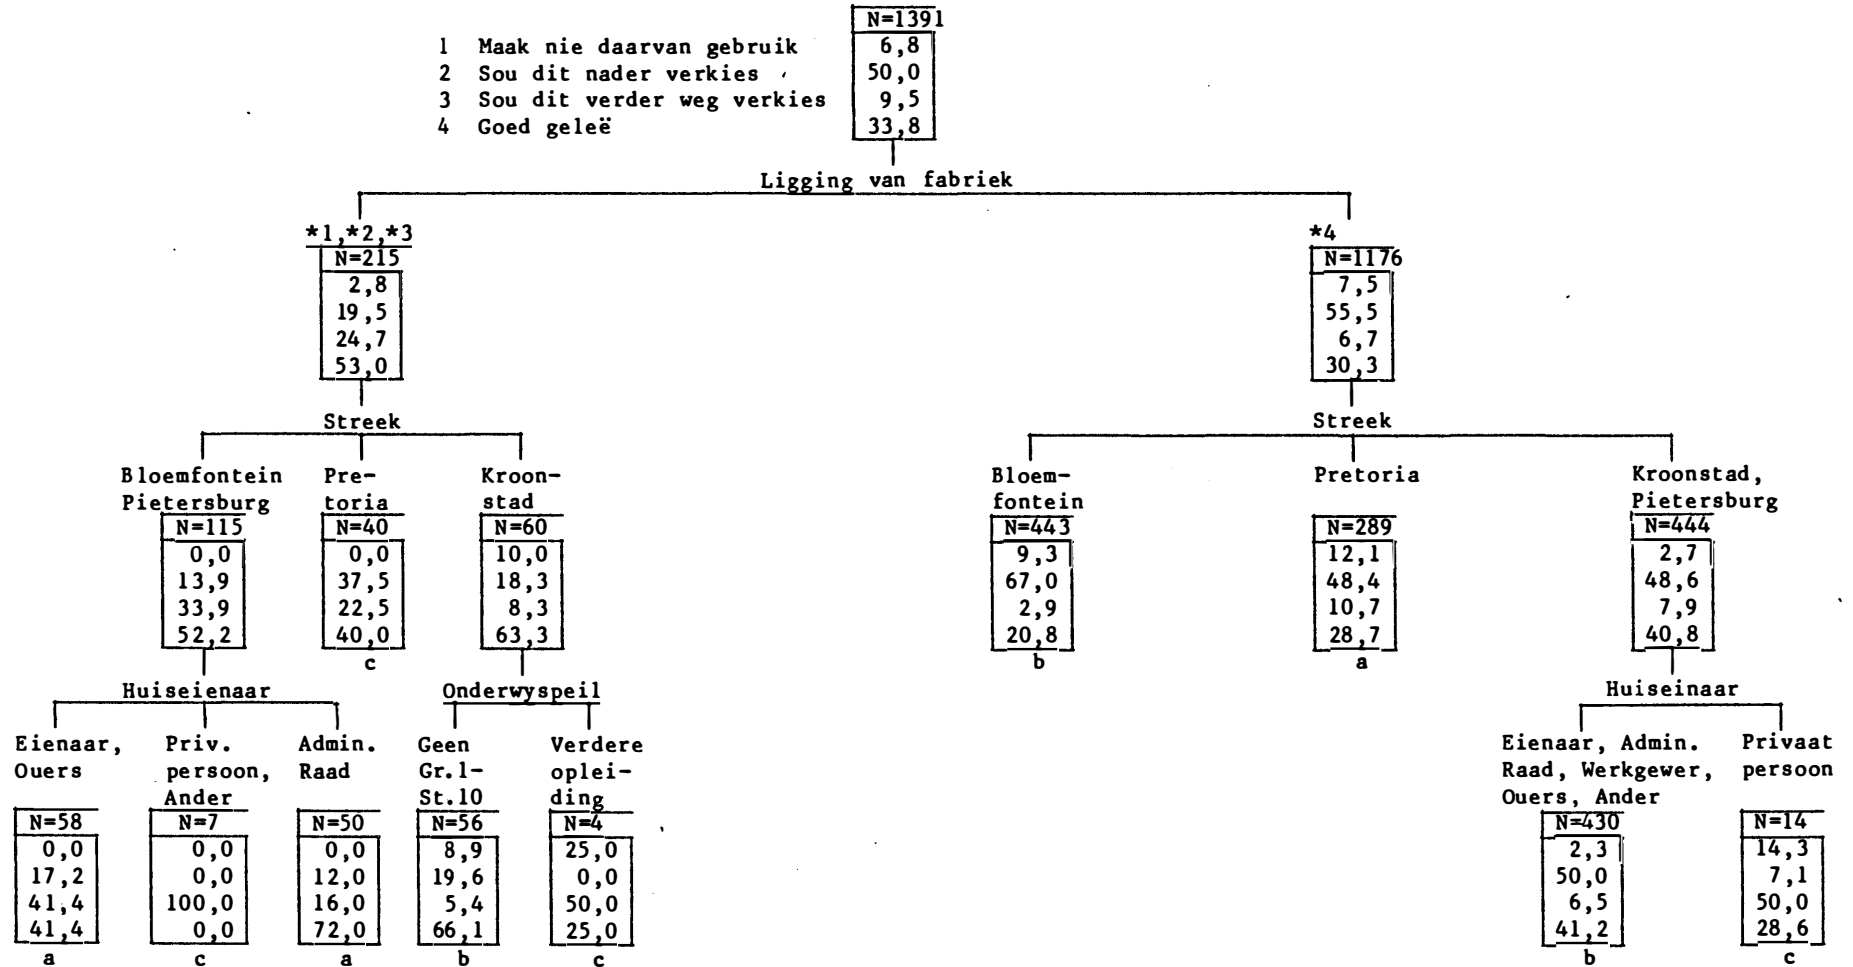 N=1391
1 Maak nie daarvan gebruik 6,8
2 Sou dit nader verkies 50,0
3 Sou dit verder weg verkies 9,5
4 Goed geleë 33,8
Ligging van fabriek
*1,*2,*3
N=215
2,8
19,5
24,7
53,0
*4
N=1176
7,5
55,5
6,7
30,3
Streek
Bloemfontein
Pietersburg
N=115
0,0
13,9
33,9
52,2
Pre-
toria
N=40
0,0
37,5
22,5
40,0
c
Kroon-
stad
N=60
10,0
18,3
8,3
63,3
Streek
Bloem-
fontein
N=443
9,3
67,0
2,9
20,8
b
Pretoria
N=289
12,1
48,4
10,7
28,7
a
Kroonstad,
Pietersburg
N=444
2,7
48,6
7,9
40,8
Huiseienaar
Eienaar,
Ouers
N=58
0,0
17,2
41,4
41,4
a
Priv.
persoon,
Ander
N=7
0,0
0,0
100,0
0,0
c
Admin.
Raad
N=50
0,0
12,0
16,0
72,0
a
Onderwyspeil
Geen
Gr.1-
St.10
N=56
8,9
19,6
5,4
66,1
b
Verdere
oplei-
ding
N=4
25,0
0,0
50,0
25,0
c
Huiseinaar
Eienaar, Admin.
Raad, Werkgewer,
Ouers, Ander
N=430
2,3
50,0
6,5
41,2
b
Privaat
persoon
N=14
14,3
7,1
50,0
28,6
c